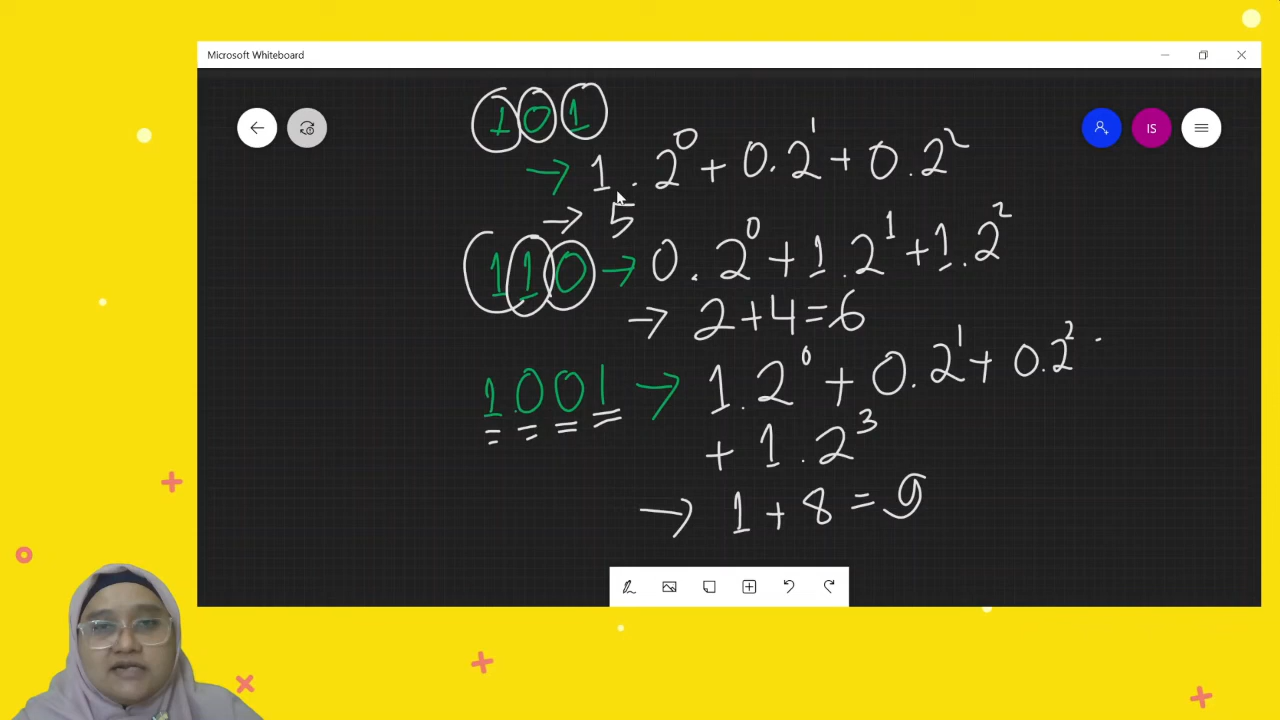 Microsoft Whiteboard
101
→ 1 . 2⁰ + 0.2¹ + 0.2²
→ 5
IS
110 → 0 . 2⁰ + 1.2¹ + 1.2²
→ 2+4=6
1001 → 1.2⁰ + 0.2¹ + 0.2²
+ 1.2³
→ 1 + 8 = 9